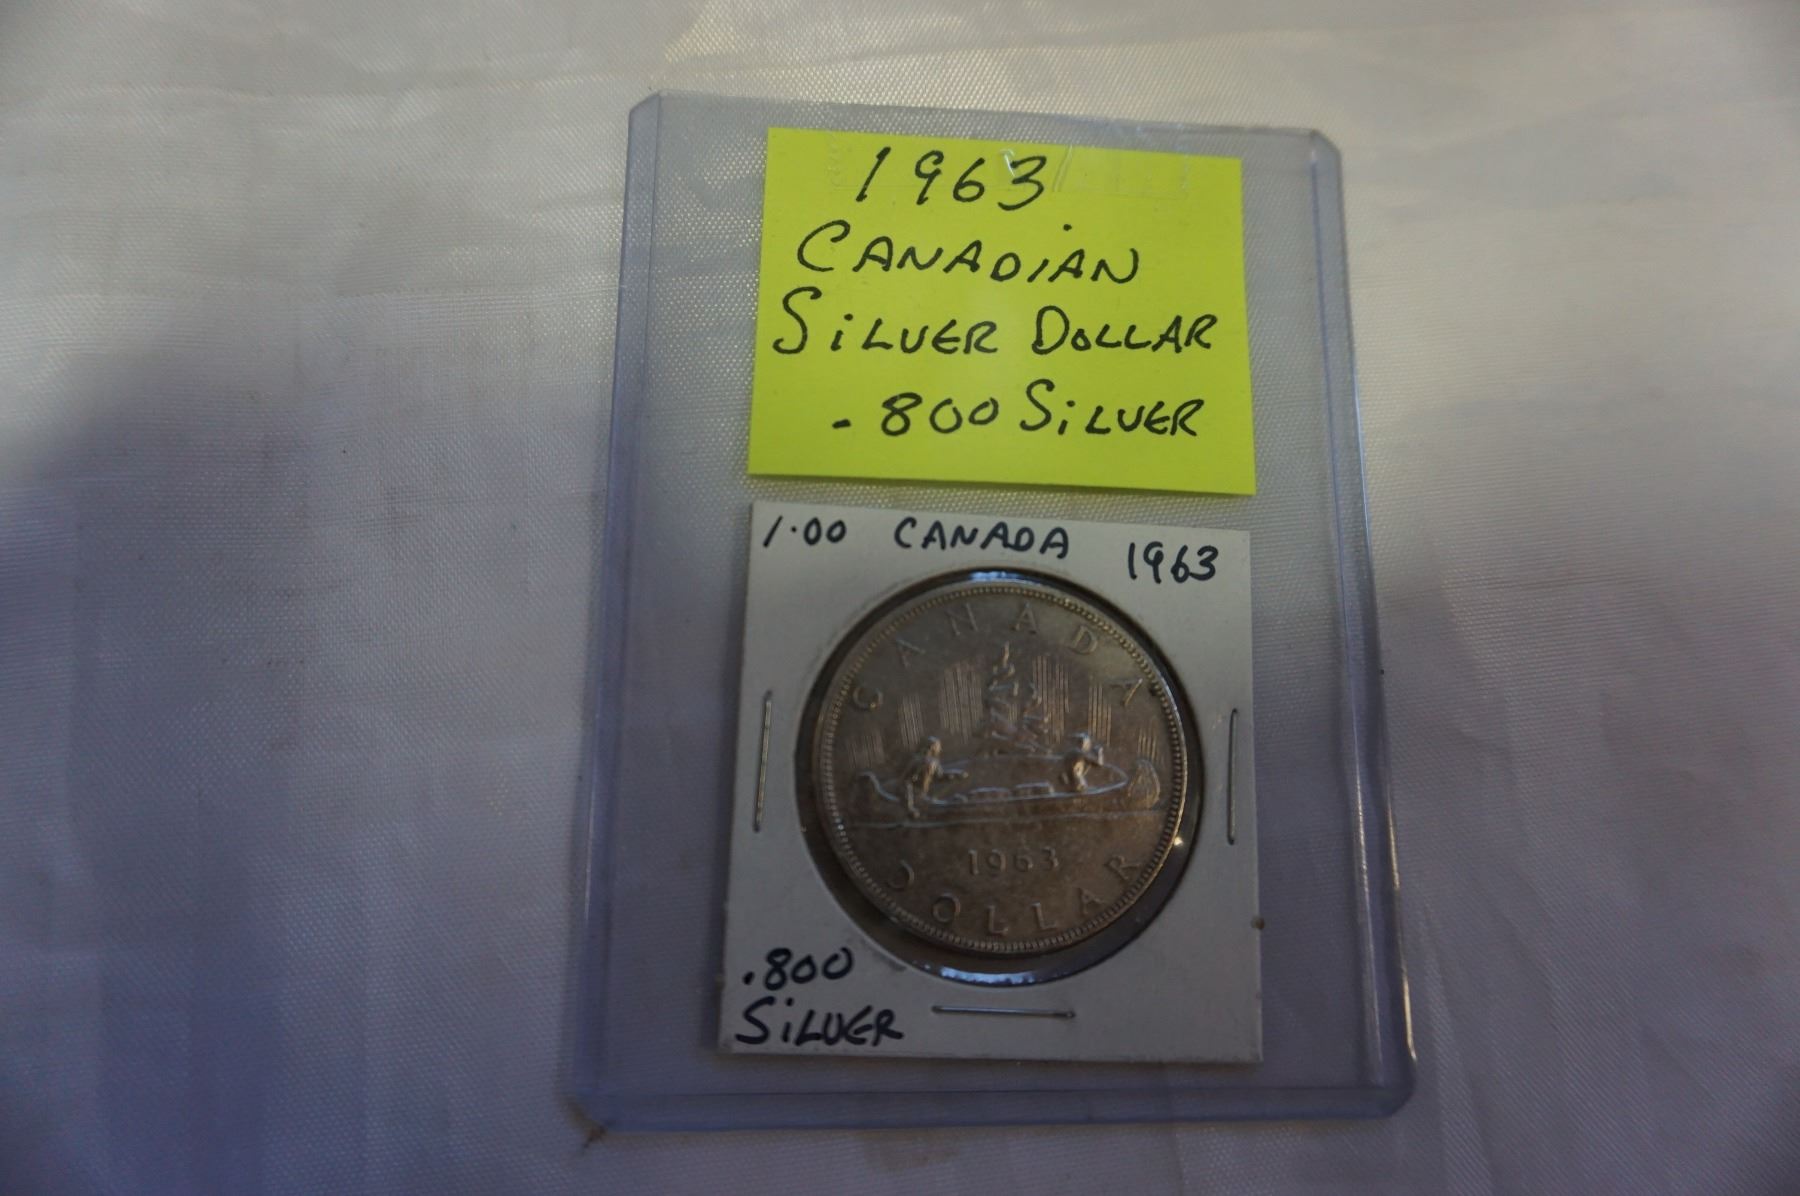 1963
CANADiAN
SiLVER DOLLAR
.800 SiLVER
1.00 CANADA 1963
CANADA
1963
DOLLAR
.800
SiLVER